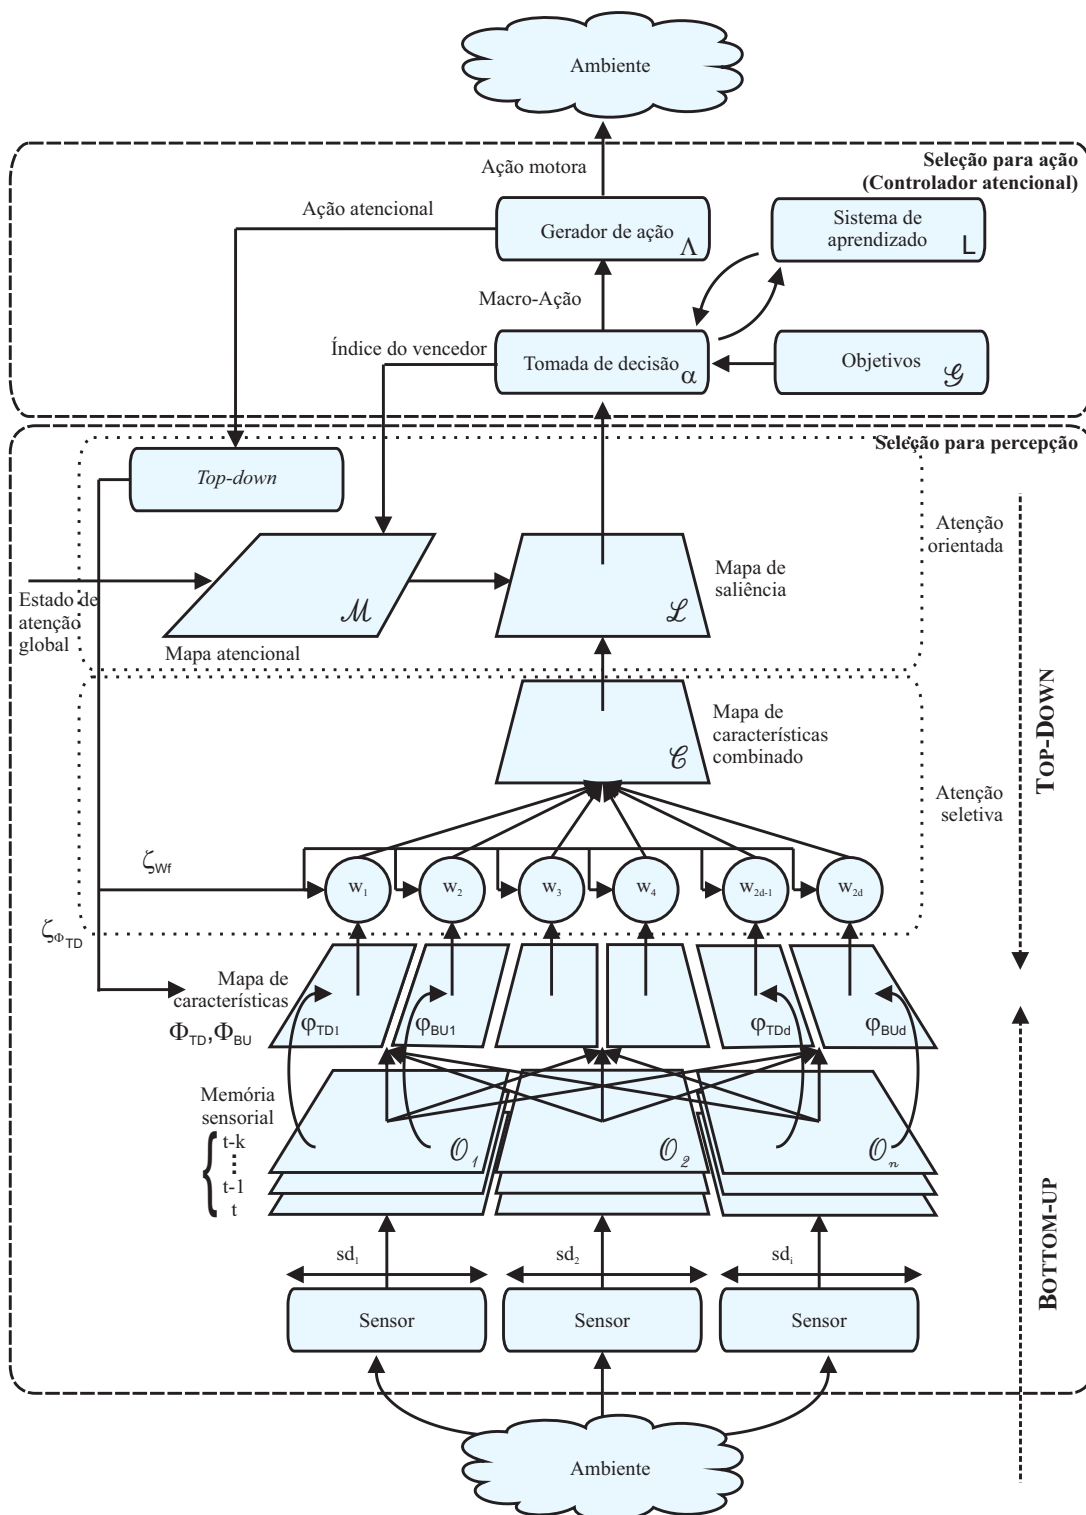 Ambiente
Seleção para ação
(Controlador atencional)
Ação motora
Ação atencional
Gerador de ação
Λ
Sistema de
aprendizado
L
Macro-Ação
Índice do vencedor
Tomada de decisão
α
Objetivos
𝒢
Seleção para percepção
Top-down
Atenção
orientada
Mapa de
saliência
Estado de
atenção
global
ℳ
ℒ
Mapa atencional
Mapa de
características
combinado
𝒞
TOP-DOWN
Atenção
seletiva
ζWf
w1
w2
w3
w4
w2d-1
w2d
ζΦTD
Mapa de
características
ΦTD,ΦBU
φTD1
φBU1
φTDd
φBUd
Memória
sensorial
t-k
⋮
t-1
t
𝒪1
𝒪2
𝒪n
BOTTOM-UP
sd1
sd2
sdi
Sensor
Sensor
Sensor
Ambiente